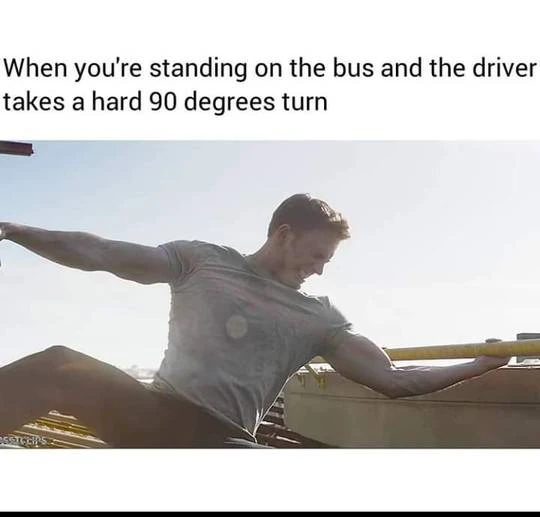 When you're standing on the bus and the driver
takes a hard 90 degrees turn